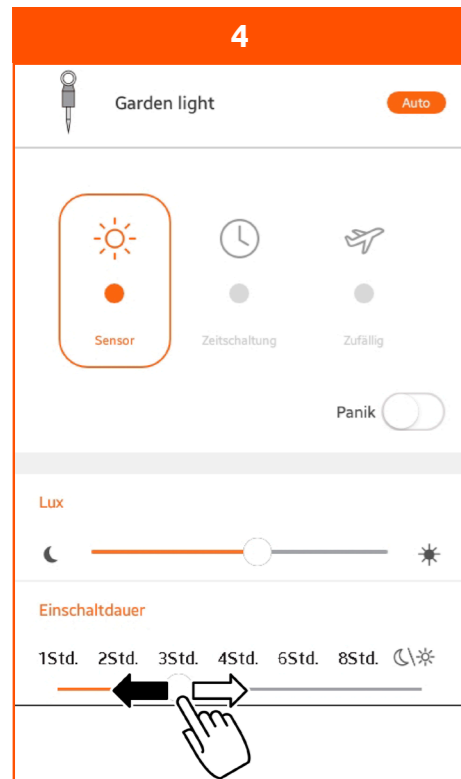 4
Garden light Auto
Sensor Zeitschaltung Zufällig
Panik
Lux
Einschaltdauer
1Std. 2Std. 3Std. 4Std. 6Std. 8Std.